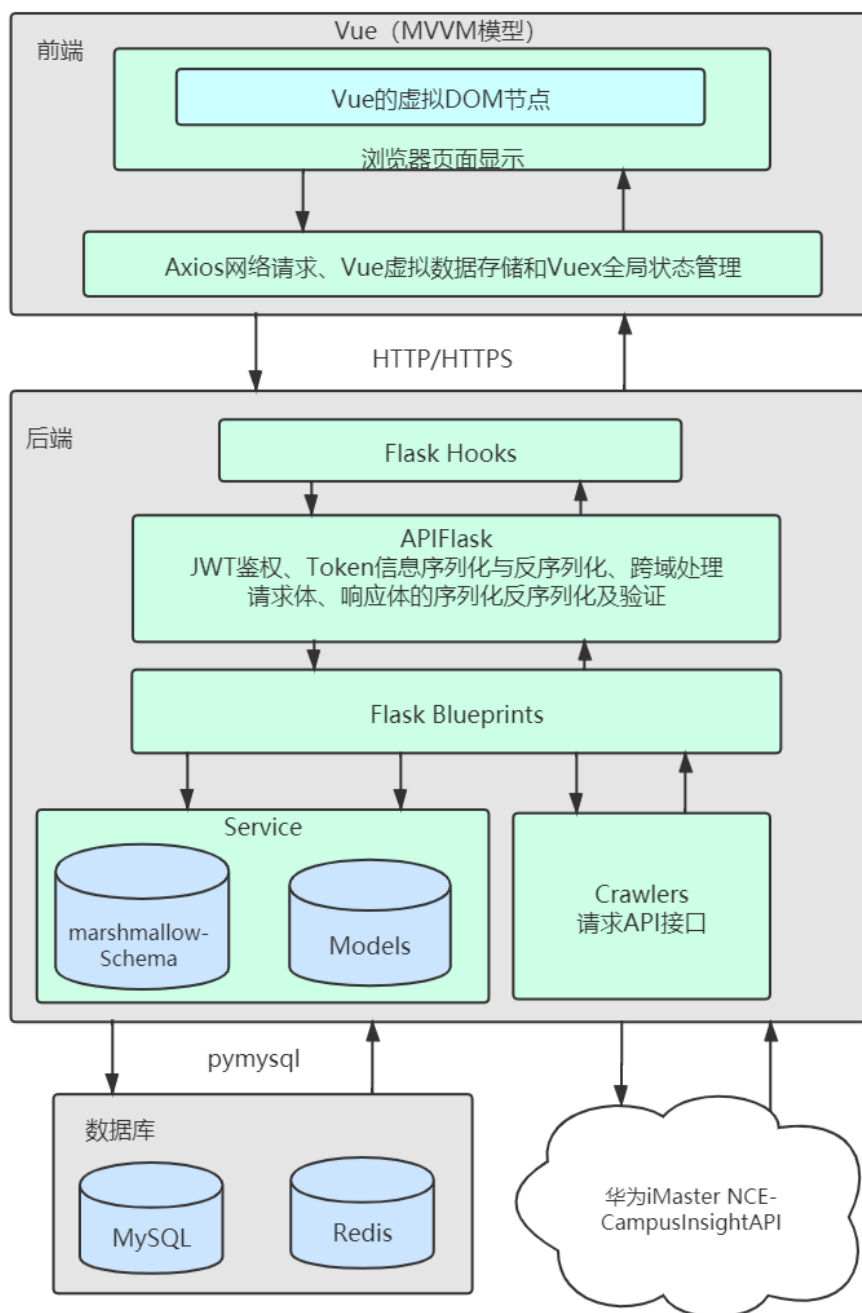 Vue（MVVM模型）
前端
Vue的虚拟DOM节点
浏览器页面显示
Axios网络请求、Vue虚拟数据存储和Vuex全局状态管理
HTTP/HTTPS
后端
Flask Hooks
APIFlask
JWT鉴权、Token信息序列化与反序列化、跨域处理
请求体、响应体的序列化反序列化及验证
Flask Blueprints
Service
marshmallow-
Schema
Models
Crawlers
请求API接口
pymysql
数据库
MySQL
Redis
华为iMaster NCE-
CampusInsightAPI